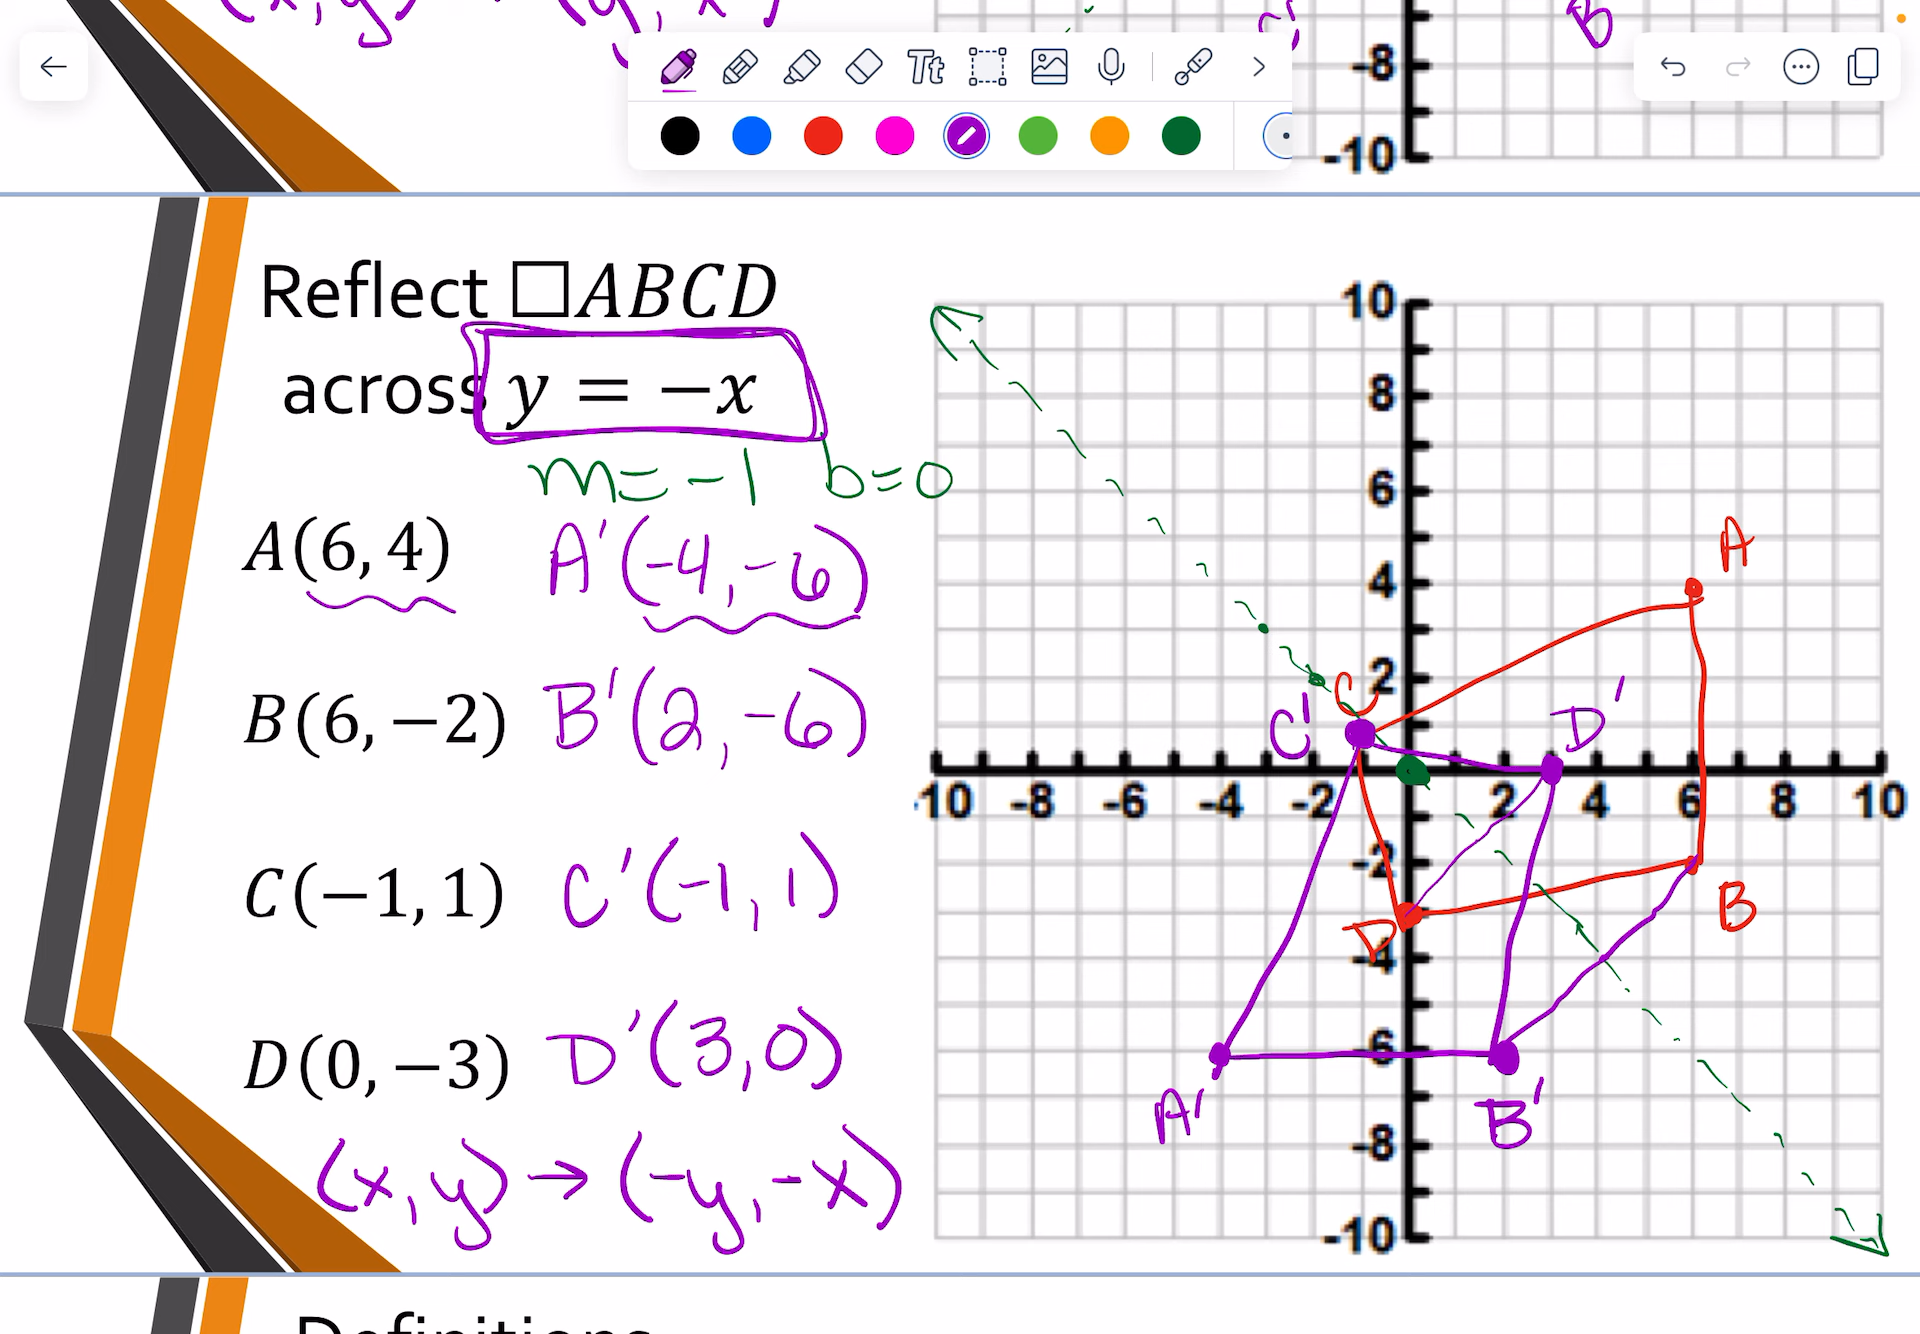 (x, y) → (y, x)
C'
B
Tt
-8
-10
Reflect □ABCD
across y = −x
m = -1 b = 0
A(6, 4) A'(-4, -6)
B(6, −2) B'(2, -6)
C(−1, 1) C'(-1, 1)
D(0, −3) D'(3, 0)
(x, y) → (-y, -x)
10
8
6
A
4
C 2
C' D'
-10 -8 -6 -4 -2 2 4 6 8 10
-2
B
D
-4
-6
A' B'
-8
-10
Definitions